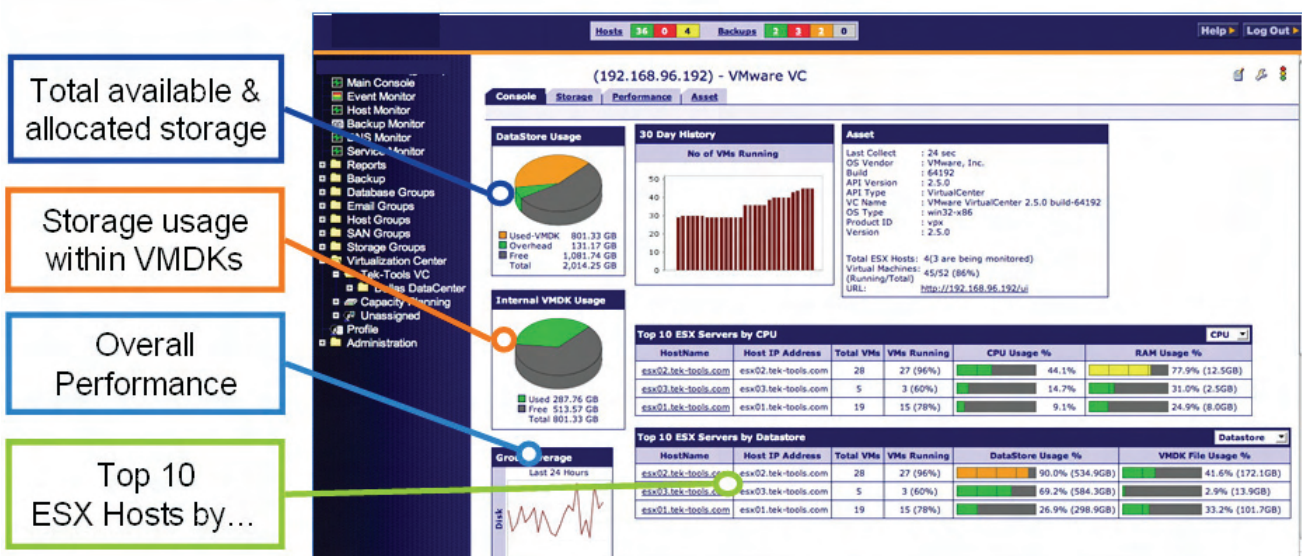 Hosts 36 0 4 Backups 2 3 2 0 Help Log Out
Total available &
allocated storage
Storage usage
within VMDKs
Overall
Performance
Top 10
ESX Hosts by...
Main Console
Event Monitor
Host Monitor
Backup Monitor
Service Monitor
Reports
Backup
Database Groups
Email Groups
Host Groups
SAN Groups
Storage Groups
Virtualization Center
Tek-Tools VC
Dallas DataCenter
Capacity Planning
Unassigned
Profile
Administration
(192.168.96.192) - VMware VC
Console Storage Performance Asset
DataStore Usage
Used-VMDK 801.33 GB
Overhead 131.17 GB
Free 1,081.74 GB
Total 2,014.25 GB
30 Day History
No of VMs Running
50
40
30
20
10
0
Asset
Last Collect : 24 sec
OS Vendor : VMware, Inc.
Build : 64192
API Version : 2.5.0
API Type : VirtualCenter
VC Name : VMware VirtualCenter 2.5.0 build-64192
OS Type : win32-x86
Product ID : vpx
Version : 2.5.0
Total ESX Hosts: 4(3 are being monitored)
Virtual Machines: 45/52 (86%)
(Running/Total)
URL: http://192.168.96.192/ui
Internal VMDK Usage
Used 287.76 GB
Free 513.57 GB
Total 801.33 GB
Top 10 ESX Servers by CPU CPU
HostName Host IP Address Total VMs VMs Running CPU Usage % RAM Usage %
esx02.tek-tools.com esx02.tek-tools.com 28 27 (96%) 44.1% 77.9% (12.5GB)
esx03.tek-tools.com esx03.tek-tools.com 5 3 (60%) 14.7% 31.0% (2.5GB)
esx01.tek-tools.com esx01.tek-tools.com 19 15 (78%) 9.1% 24.9% (8.0GB)
Top 10 ESX Servers by Datastore Datastore
HostName Host IP Address Total VMs VMs Running DataStore Usage % VMDK File Usage %
esx02.tek-tools.com esx02.tek-tools.com 28 27 (96%) 90.0% (534.9GB) 41.6% (172.1GB)
esx03.tek-tools.com esx03.tek-tools.com 5 3 (60%) 69.2% (584.3GB) 2.9% (13.9GB)
esx01.tek-tools.com esx01.tek-tools.com 19 15 (78%) 26.9% (298.9GB) 33.2% (101.7GB)
Last 24 Hours
Disk